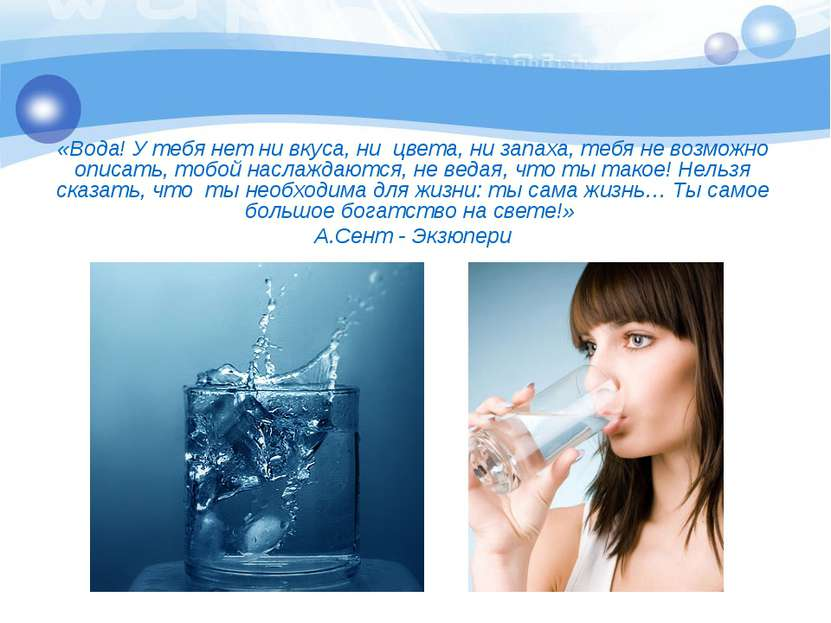 «Вода! У тебя нет ни вкуса, ни цвета, ни запаха, тебя не возможно
описать, тобой наслаждаются, не ведая, что ты такое! Нельзя
сказать, что ты необходима для жизни: ты сама жизнь… Ты самое
большое богатство на свете!»
А.Сент - Экзюпери